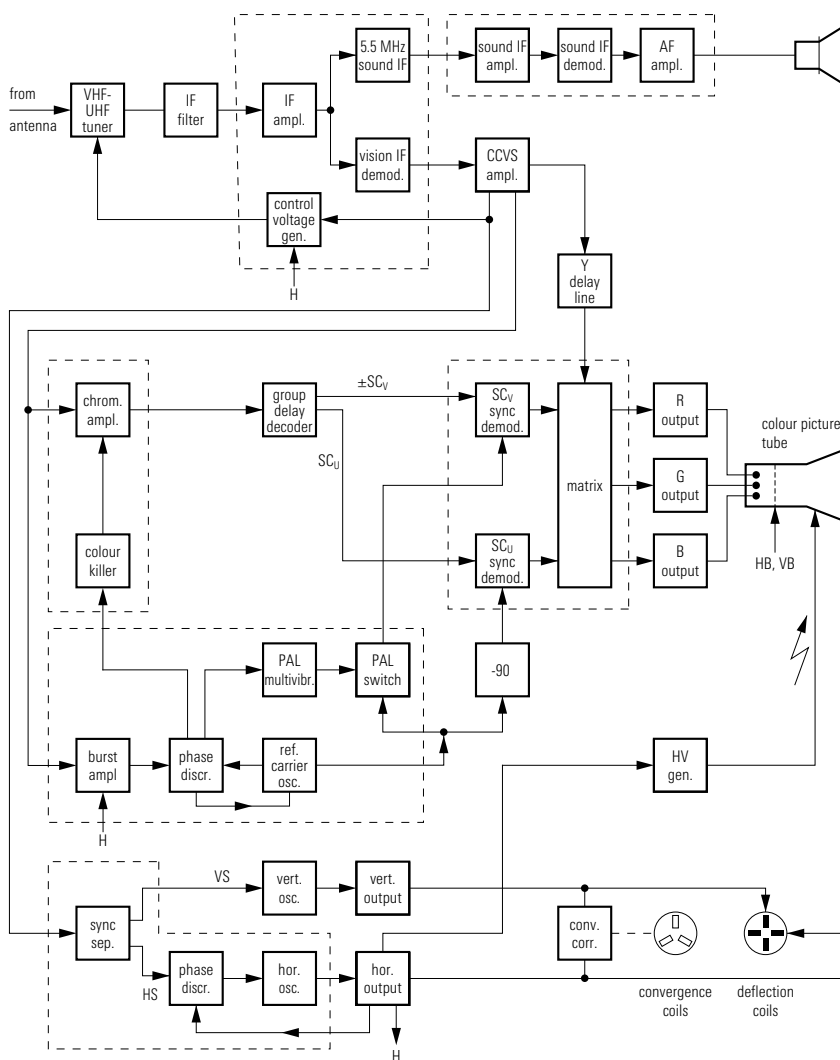 from
antenna
VHF-
UHF
tuner
IF
filter
IF
ampl.
5.5 MHz
sound IF
vision IF
demod.
control
voltage
gen.
H
sound IF
ampl.
sound IF
demod.
AF
ampl.
CCVS
ampl.
Y
delay
line
chrom.
ampl.
group
delay
decoder
±SCV
SCU
SCV
sync
demod.
matrix
R
output
G
output
B
output
colour picture
tube
HB, VB
colour
killer
SCU
sync
demod.
PAL
multivibr.
PAL
switch
-90
burst
ampl
phase
discr.
ref.
carrier
osc.
H
HV
gen.
VS
vert.
osc.
vert.
output
sync
sep.
HS
phase
discr.
hor.
osc.
hor.
output
H
conv.
corr.
convergence
coils
deflection
coils